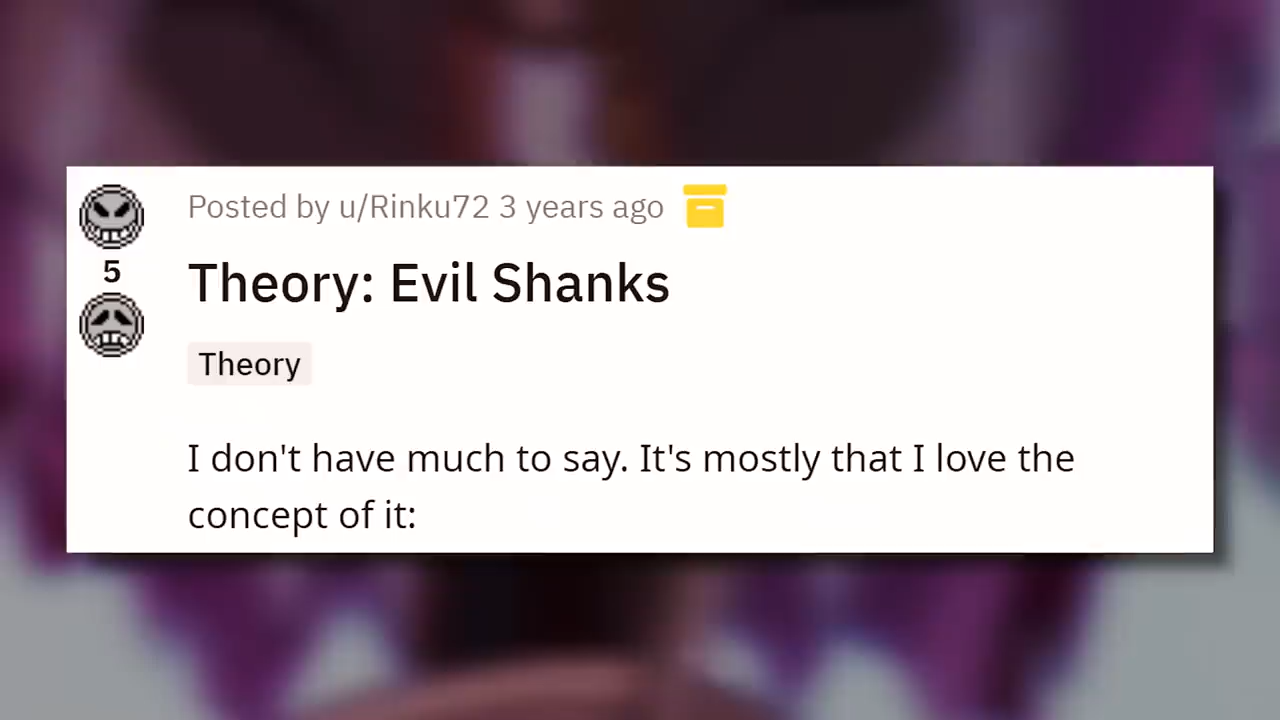 Posted by u/Rinku72 3 years ago
5
Theory: Evil Shanks
Theory
I don't have much to say. It's mostly that I love the
concept of it: